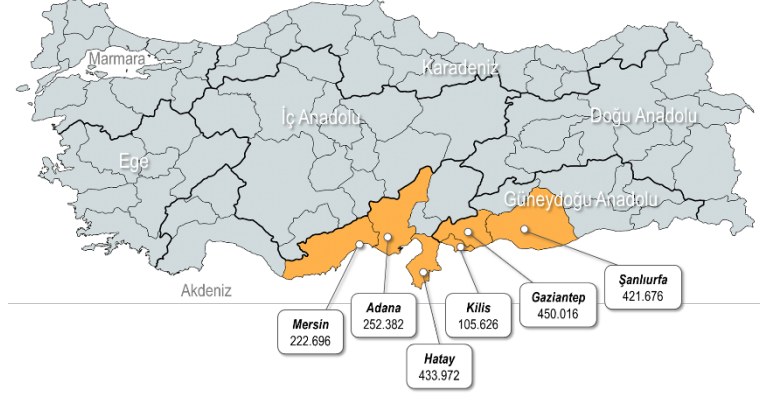 Marmara
Karadeniz
İç Anadolu
Doğu Anadolu
Ege
Güneydoğu Anadolu
Akdeniz
Mersin
222.696
Adana
252.382
Hatay
433.972
Kilis
105.626
Gaziantep
450.016
Şanlıurfa
421.676